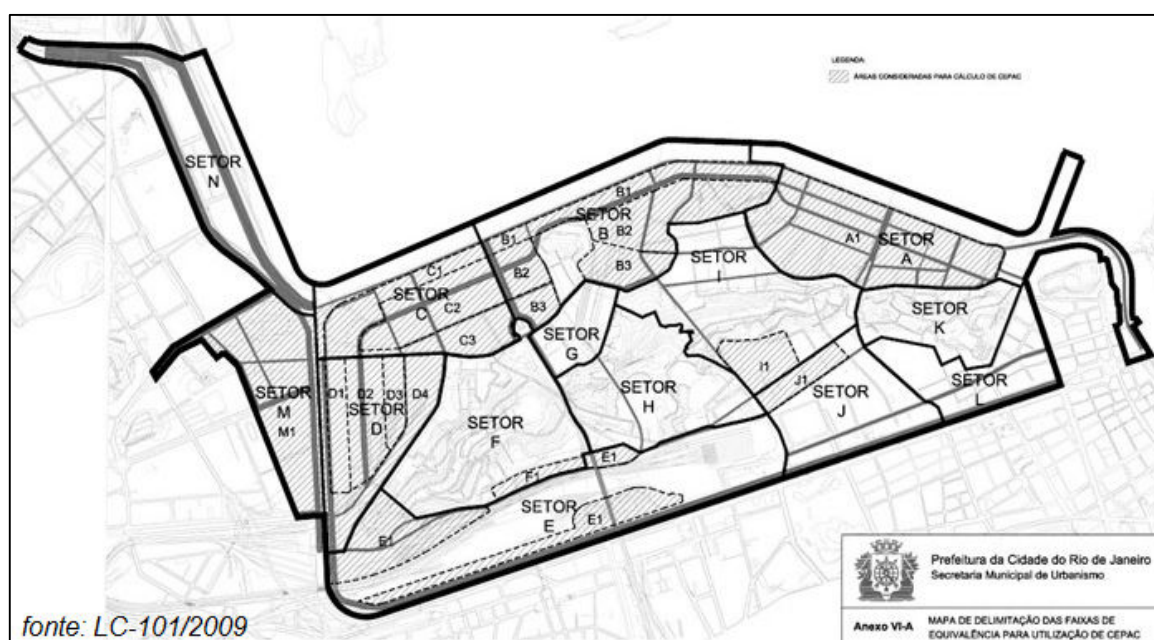 LEGENDA:
ÁREAS CONSIDERADAS PARA CÁLCULO DE CEPAC
SETOR
N
B1
SETOR
B
B2
B1
B2
B3
B3
C1
SETOR
C
C2
C3
A1
SETOR
A
SETOR
I
SETOR
K
SETOR
G
I1
J1
SETOR
J
SETOR
L
SETOR
H
SETOR
M
M1
D1
D2
D3
D4
SETOR
D
SETOR
F
F1
E1
SETOR
E
E1
E1
Prefeitura da Cidade do Rio de Janeiro
Secretaria Municipal de Urbanismo
Anexo VI-A
MAPA DE DELIMITAÇÃO DAS FAIXAS DE
EQUIVALÊNCIA PARA UTILIZAÇÃO DE CEPAC
fonte: LC-101/2009